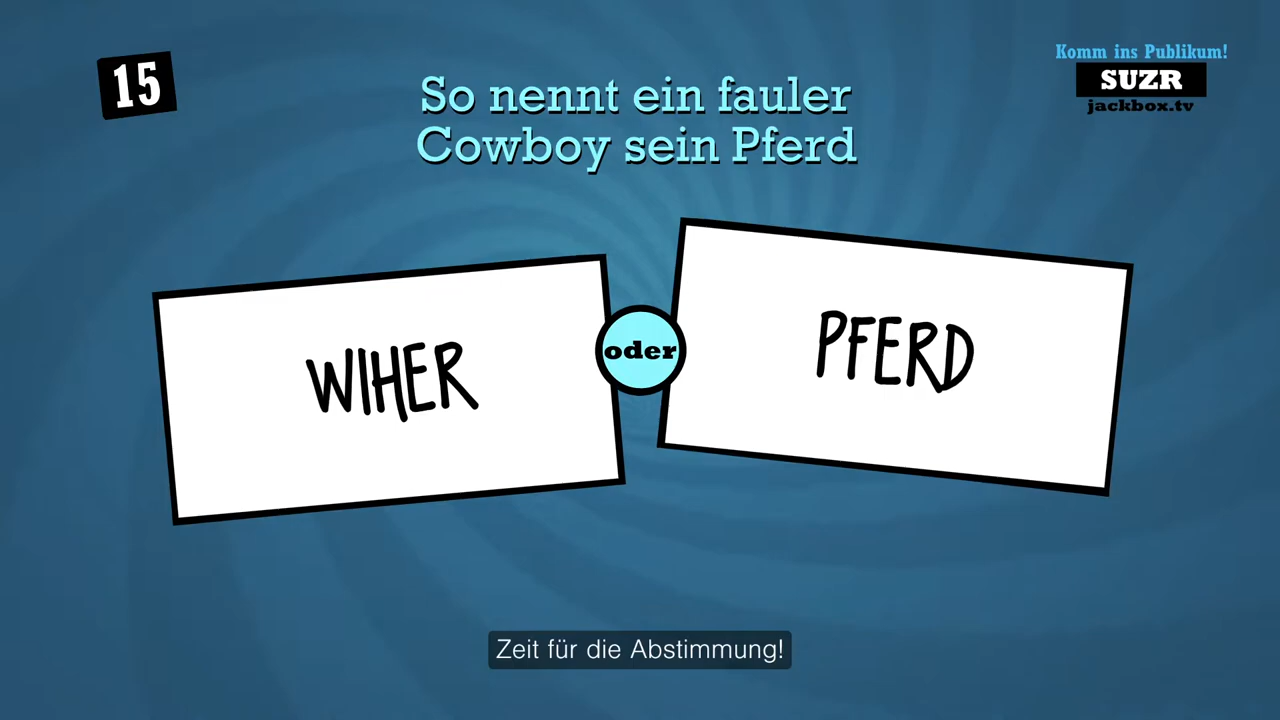 15
Komm ins Publikum!
SUZR
jackbox.tv
So nennt ein fauler
Cowboy sein Pferd
WIHER
oder
PFERD
Zeit für die Abstimmung!